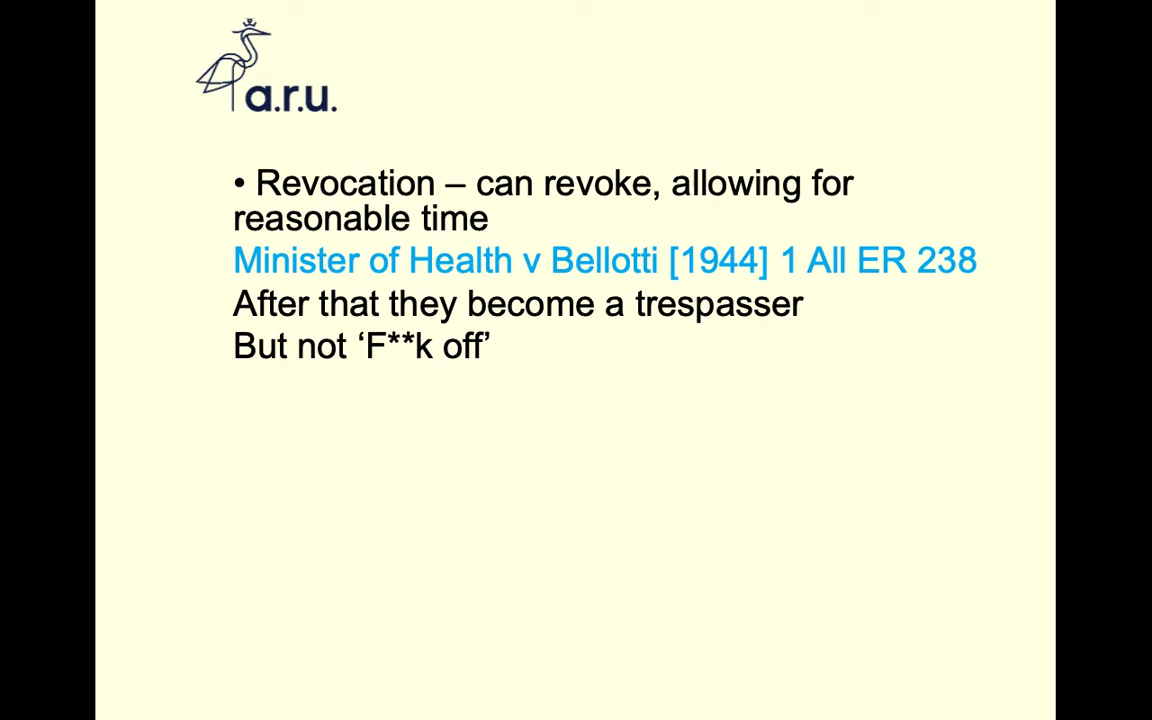 a.r.u.
• Revocation – can revoke, allowing for
reasonable time
Minister of Health v Bellotti [1944] 1 All ER 238
After that they become a trespasser
But not ‘F**k off’